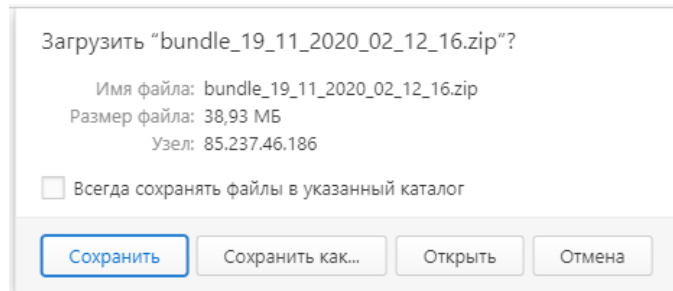 Загрузить “bundle_19_11_2020_02_12_16.zip”?
Имя файла: bundle_19_11_2020_02_12_16.zip
Размер файла: 38,93 МБ
Узел: 85.237.46.186
Всегда сохранять файлы в указанный каталог
Сохранить Сохранить как... Открыть Отмена